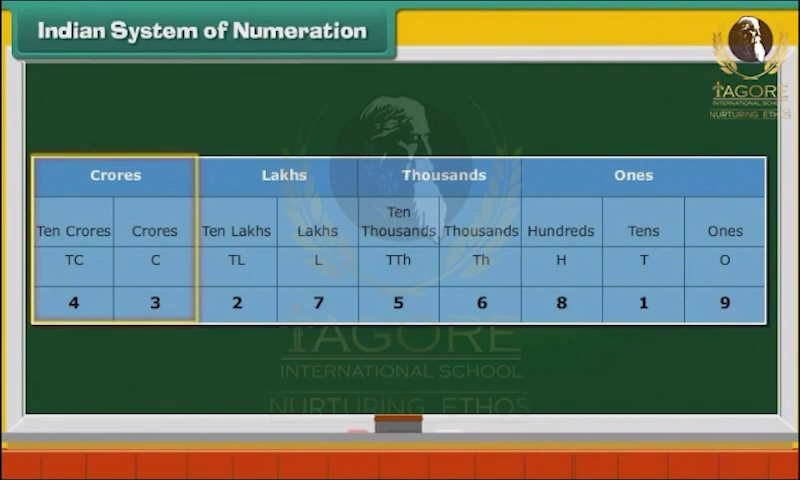 Indian System of Numeration
TAGORE
INTERNATIONAL SCHOOL
NURTURING ETHOS
Crores Lakhs Thousands Ones
Ten Crores Crores Ten Lakhs Lakhs Ten Thousands Thousands Hundreds Tens Ones
TC C TL L TTh Th H T O
4 3 2 7 5 6 8 1 9
TAGORE
INTERNATIONAL SCHOOL
NURTURING ETHOS